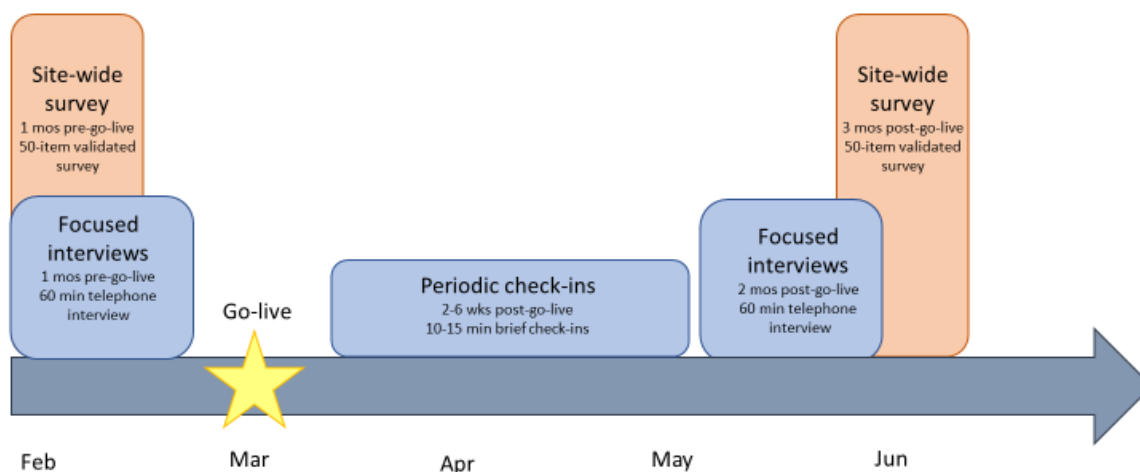 Site-wide
survey
1 mos pre-go-live
50-item validated
survey
Focused
interviews
1 mos pre-go-live
60 min telephone
interview
Go-live
Periodic check-ins
2-6 wks post-go-live
10-15 min brief check-ins
Focused
interviews
2 mos post-go-live
60 min telephone
interview
Site-wide
survey
3 mos post-go-live
50-item validated
survey
Feb
Mar
Apr
May
Jun